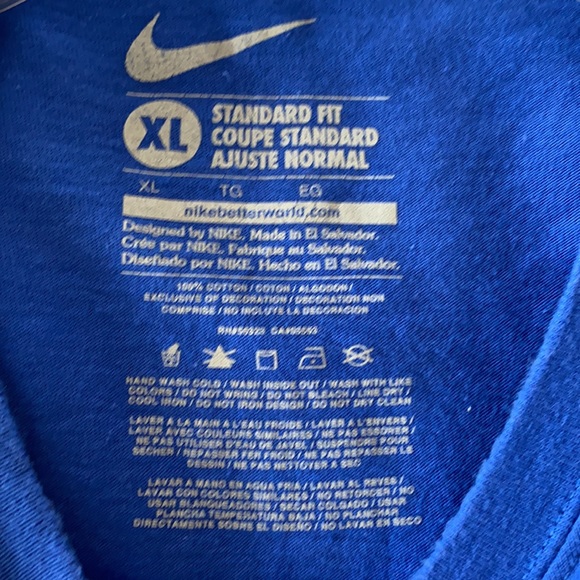 XL
STANDARD FIT
COUPE STANDARD
AJUSTE NORMAL
XL TG EG
nikebetterworld.com
Designed by NIKE, Made in El Salvador.
Créé par NIKE. Fabrique au Salvador.
Diseñado por NIKE. Hecho en El Salvador.
100% COTTON / COTON / ALGODON /
EXCLUSIVE OF DECORATION / DECORATION NON
COMPRISE / NO INCLUYE LA DECORACION
HAND WASH COLD / WASH INSIDE OUT / WASH WITH LIKE
COLORS / DO NOT WRING / DO NOT BLEACH / LINE DRY /
COOL IRON / DO NOT IRON DESIGN / DO NOT DRY CLEAN
LAVER A LA MAIN A L'EAU FROIDE / LAVER A L'ENVERS /
LAVER AVEC COULEURS SIMILAIRES / NE PAS ESSORER /
NE PAS UTILISER D'EAU DE JAVEL / SUSPENDRE POUR
SECHER / REPASSER FER FROID / NE PAS REPASSER LE
DESSIN / NE PAS NETTOYER A SEC
LAVAR A MANO EN AGUA FRIA / LAVAR AL REVES /
LAVAR CON COLORES SIMILARES / NO RETORCER / NO
USAR BLANQUEADORES / SECAR COLGADO / USAR
PLANCHA TEMPERATURA BAJA / NO PLANCHAR
DIRECTAMENTE SOBRE EL DISEÑO / NO LAVAR EN SECO